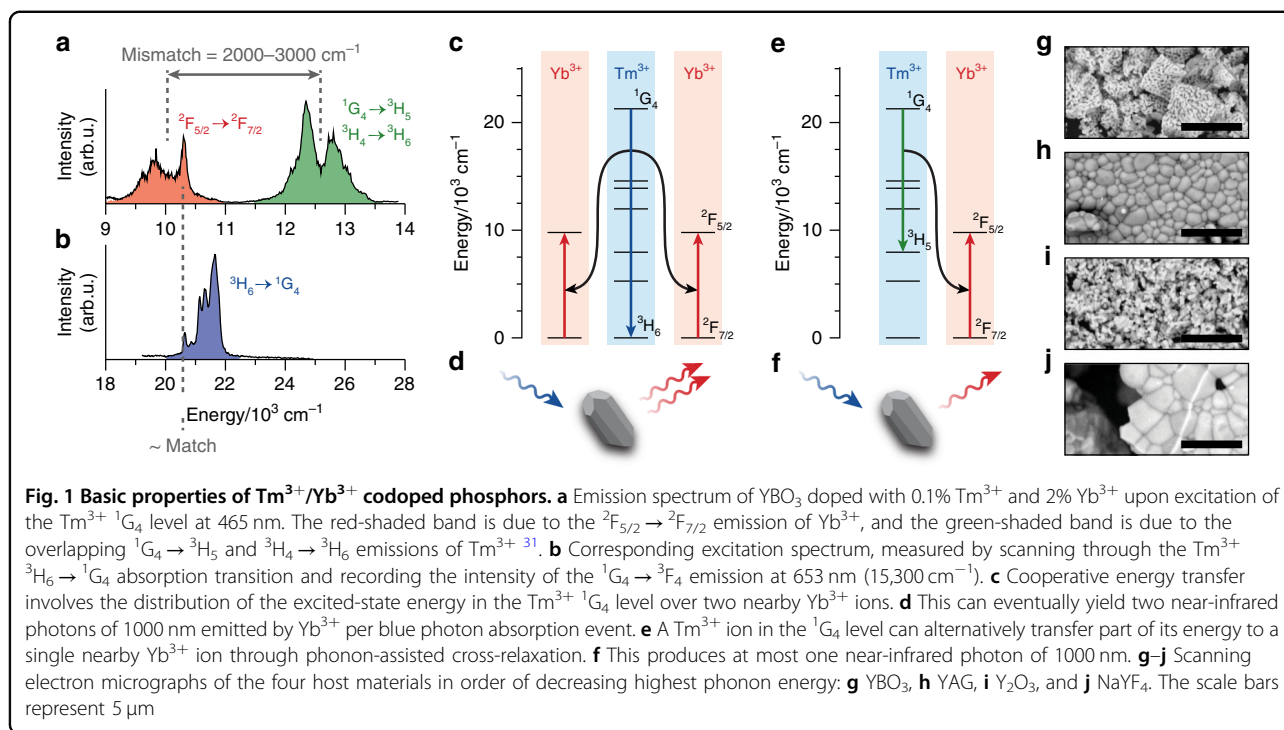 a
Mismatch = 2000–3000 cm⁻¹
²F₅/₂→²F₇/₂
¹G₄→³H₅
³H₄→³H₆
Intensity
(arb.u.)
9 10 11 12 13 14
b
³H₆→¹G₄
Intensity
(arb.u.)
18 20 22 24 26 28
Energy/10³ cm⁻¹
~ Match
c
Yb³⁺ Tm³⁺ Yb³⁺
¹G₄
²F₅/₂
³H₆
²F₇/₂
Energy/10³ cm⁻¹
20
10
0
d
e
Tm³⁺ Yb³⁺
¹G₄
²F₅/₂
³H₅
²F₇/₂
Energy/10³ cm⁻¹
20
10
0
f
g
h
i
j
Fig. 1 Basic properties of Tm³⁺/Yb³⁺ codoped phosphors. a Emission spectrum of YBO₃ doped with 0.1% Tm³⁺ and 2% Yb³⁺ upon excitation of
the Tm³⁺ ¹G₄ level at 465 nm. The red-shaded band is due to the ²F₅/₂ → ²F₇/₂ emission of Yb³⁺, and the green-shaded band is due to the
overlapping ¹G₄ → ³H₅ and ³H₄ → ³H₆ emissions of Tm³⁺ ³¹. b Corresponding excitation spectrum, measured by scanning through the Tm³⁺
³H₆ → ¹G₄ absorption transition and recording the intensity of the ¹G₄ → ³F₄ emission at 653 nm (15,300 cm⁻¹). c Cooperative energy transfer
involves the distribution of the excited-state energy in the Tm³⁺ ¹G₄ level over two nearby Yb³⁺ ions. d This can eventually yield two near-infrared
photons of 1000 nm emitted by Yb³⁺ per blue photon absorption event. e A Tm³⁺ ion in the ¹G₄ level can alternatively transfer part of its energy to a
single nearby Yb³⁺ ion through phonon-assisted cross-relaxation. f This produces at most one near-infrared photon of 1000 nm. g–j Scanning
electron micrographs of the four host materials in order of decreasing highest phonon energy: g YBO₃, h YAG, i Y₂O₃, and j NaYF₄. The scale bars
represent 5 μm